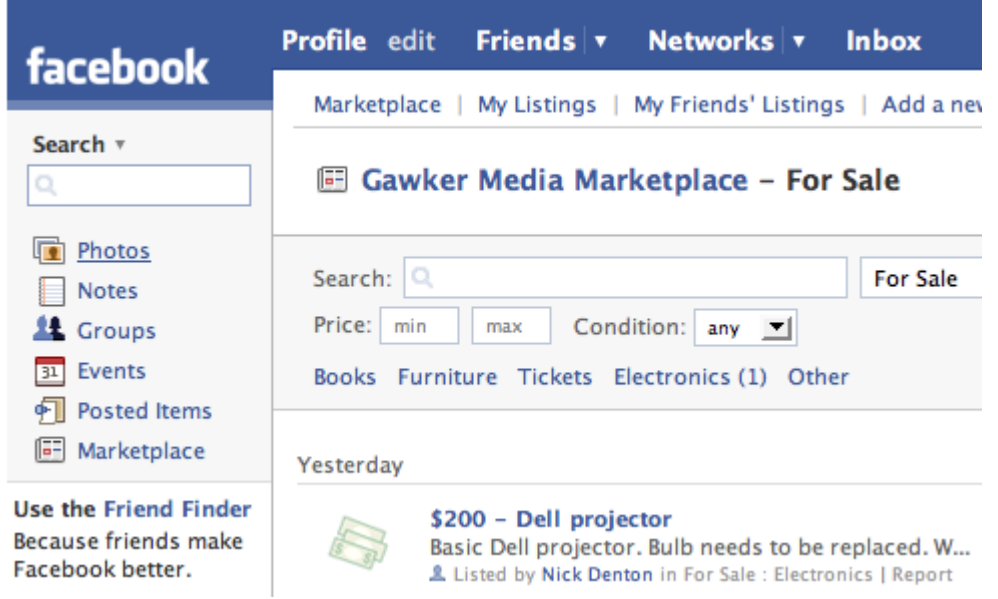 facebook
Profile edit Friends Networks Inbox
Marketplace | My Listings | My Friends' Listings | Add a new
Search
Gawker Media Marketplace – For Sale
Photos
Notes
Groups
31 Events
Posted Items
Marketplace
Search: For Sale
Price: min max Condition: any
Books Furniture Tickets Electronics (1) Other
Use the Friend Finder
Because friends make
Facebook better.
Yesterday
$200 – Dell projector
Basic Dell projector. Bulb needs to be replaced. W...
Listed by Nick Denton in For Sale : Electronics | Report